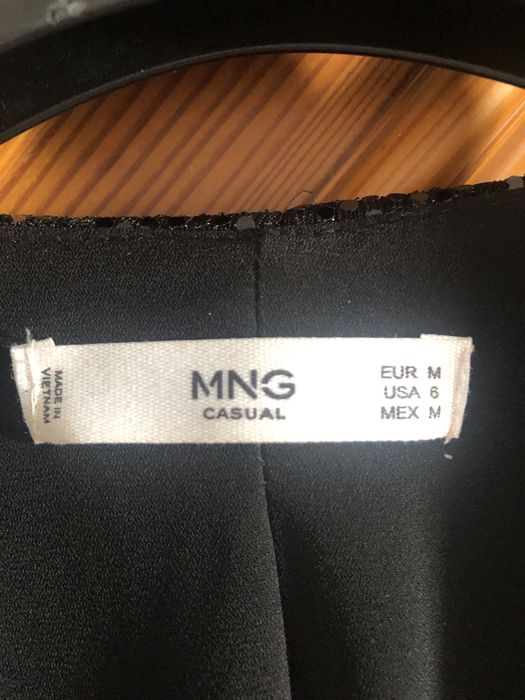 MADE IN
VIETNAM
MNG
CASUAL
EUR M
USA 6
MEX M